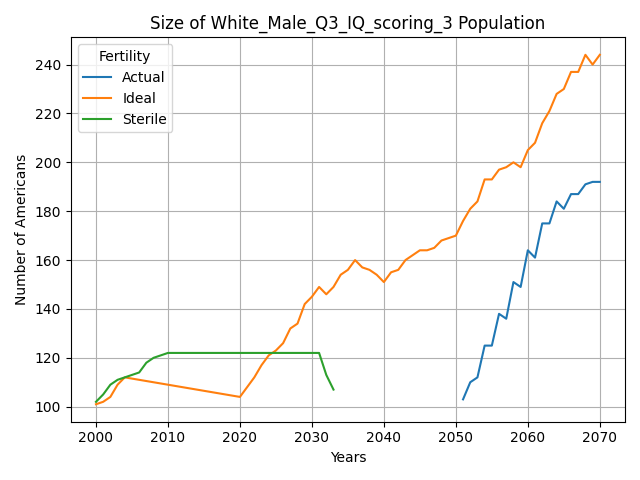 Size of White_Male_Q3_IQ_scoring_3 Population
Fertility
Actual
Ideal
Sterile
Number of Americans
240
220
200
180
160
140
120
100
2000 2010 2020 2030 2040 2050 2060 2070
Years